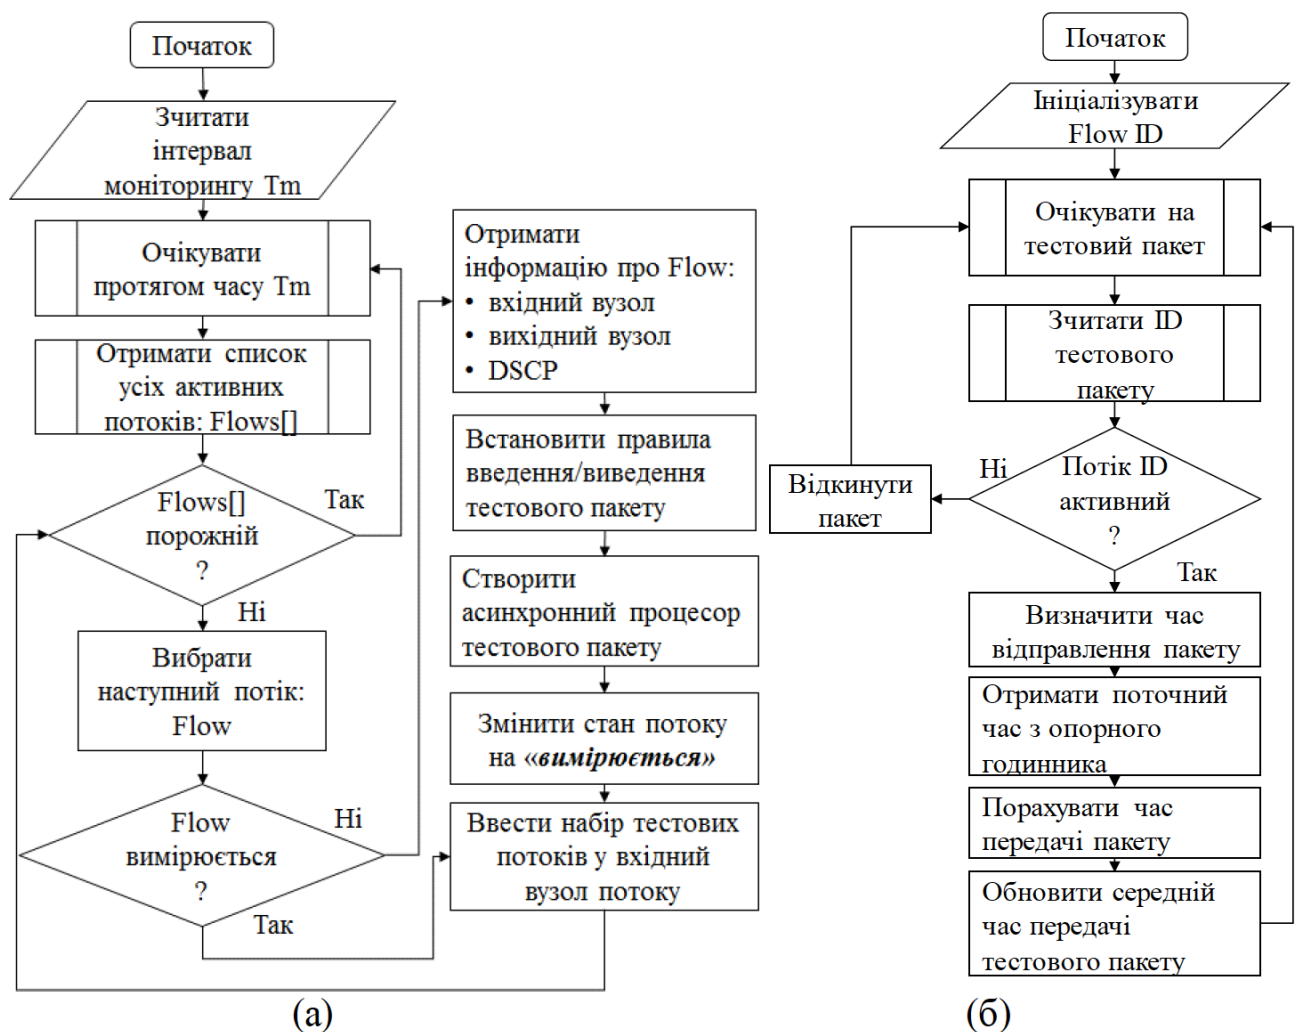 Початок
Зчитати
інтервал
моніторингу Tm
Очікувати
протягом часу Tm
Отримати список
усіх активних
потоків: Flows[]
Flows[]
порожній
?
Так
Ні
Вибрати
наступний потік:
Flow
Flow
вимірюється
?
Ні
Так
Отримати
інформацію про Flow:
• вхідний вузол
• вихідний вузол
• DSCP
Встановити правила
введення/виведення
тестового пакету
Створити
асинхронний процесор
тестового пакету
Змінити стан потоку
на «вимірюється»
Ввести набір тестових
потоків у вхідний
вузол потоку
(а)
Початок
Ініціалізувати
Flow ID
Очікувати на
тестовий пакет
Зчитати ID
тестового
пакету
Потік ID
активний
?
Ні
Відкинути
пакет
Так
Визначити час
відправлення пакету
Отримати поточний
час з опорного
годинника
Порахувати час
передачі пакету
Обновити середній
час передачі
тестового пакету
(б)